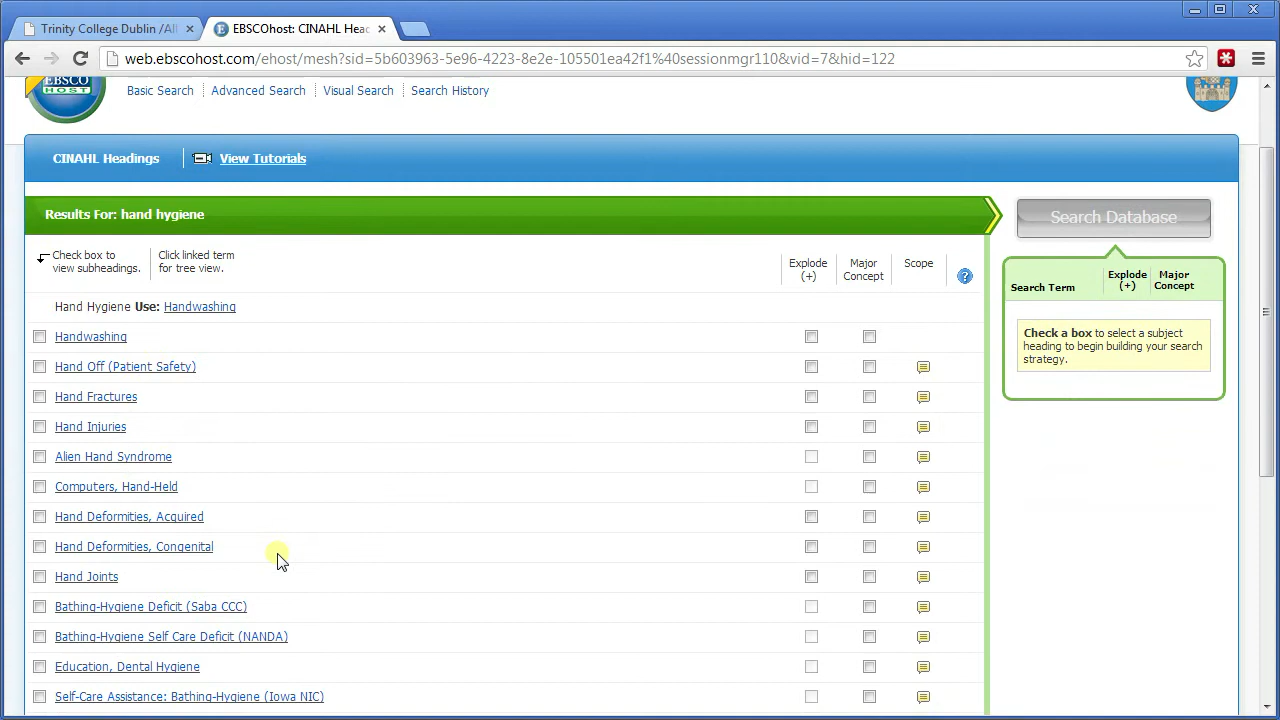 Trinity College Dublin /All
EBSCOhost: CINAHL Hea
web.ebscohost.com/ehost/mesh?sid=5b603963-5e96-4223-8e2e-105501ea42f1%40sessionmgr110&vid=7&hid=122
EBSCO
HOST
Basic Search
Advanced Search
Visual Search
Search History
CINAHL Headings
View Tutorials
Results For: hand hygiene
Search Database
Check box to
view subheadings.
Click linked term
for tree view.
Explode
(+)
Major
Concept
Scope
?
Search Term
Explode
(+)
Major
Concept
Check a box to select a subject
heading to begin building your search
strategy.
Hand Hygiene Use: Handwashing
Handwashing
Hand Off (Patient Safety)
Hand Fractures
Hand Injuries
Alien Hand Syndrome
Computers, Hand-Held
Hand Deformities, Acquired
Hand Deformities, Congenital
Hand Joints
Bathing-Hygiene Deficit (Saba CCC)
Bathing-Hygiene Self Care Deficit (NANDA)
Education, Dental Hygiene
Self-Care Assistance: Bathing-Hygiene (Iowa NIC)